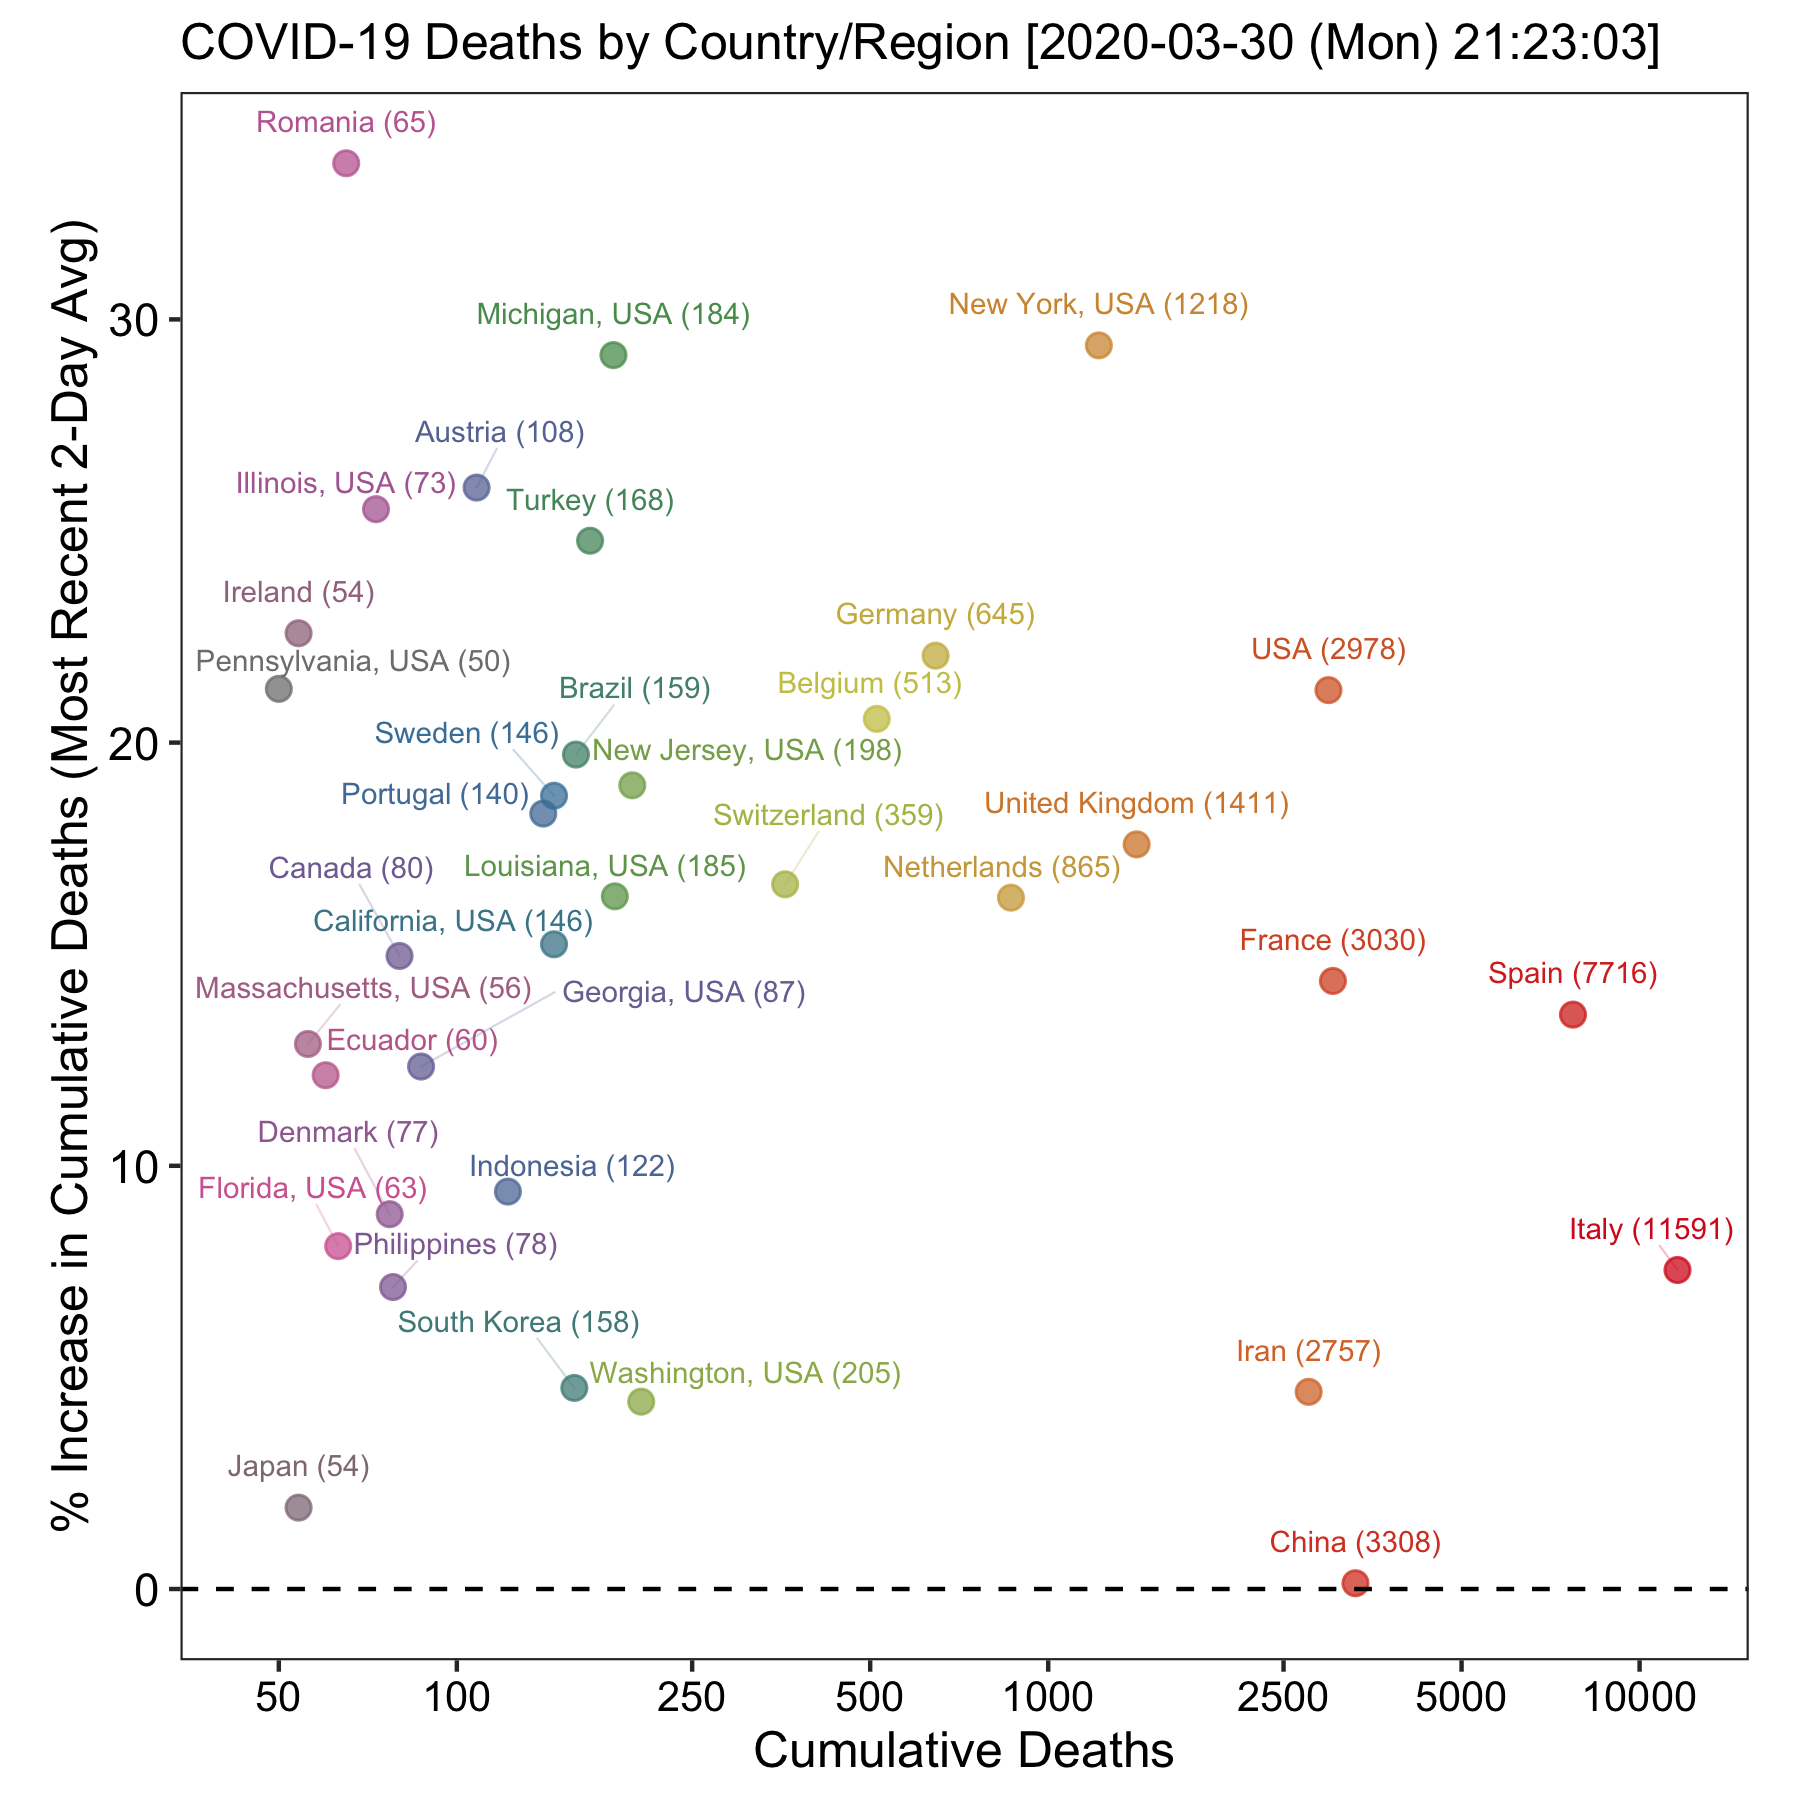 COVID-19 Deaths by Country/Region [2020-03-30 (Mon) 21:23:03]
% Increase in Cumulative Deaths (Most Recent 2-Day Avg)
30
20
10
0
Romania (65)
New York, USA (1218)
Michigan, USA (184)
Austria (108)
Illinois, USA (73)
Turkey (168)
Ireland (54)
Germany (645)
USA (2978)
Pennsylvania, USA (50)
Belgium (513)
Brazil (159)
Sweden (146)
New Jersey, USA (198)
Portugal (140)
United Kingdom (1411)
Switzerland (359)
Canada (80)
Louisiana, USA (185)
Netherlands (865)
California, USA (146)
France (3030)
Spain (7716)
Massachusetts, USA (56)
Georgia, USA (87)
Ecuador (60)
Denmark (77)
Indonesia (122)
Florida, USA (63)
Italy (11591)
Philippines (78)
South Korea (158)
Iran (2757)
Washington, USA (205)
Japan (54)
China (3308)
50 100 250 500 1000 2500 5000 10000
Cumulative Deaths